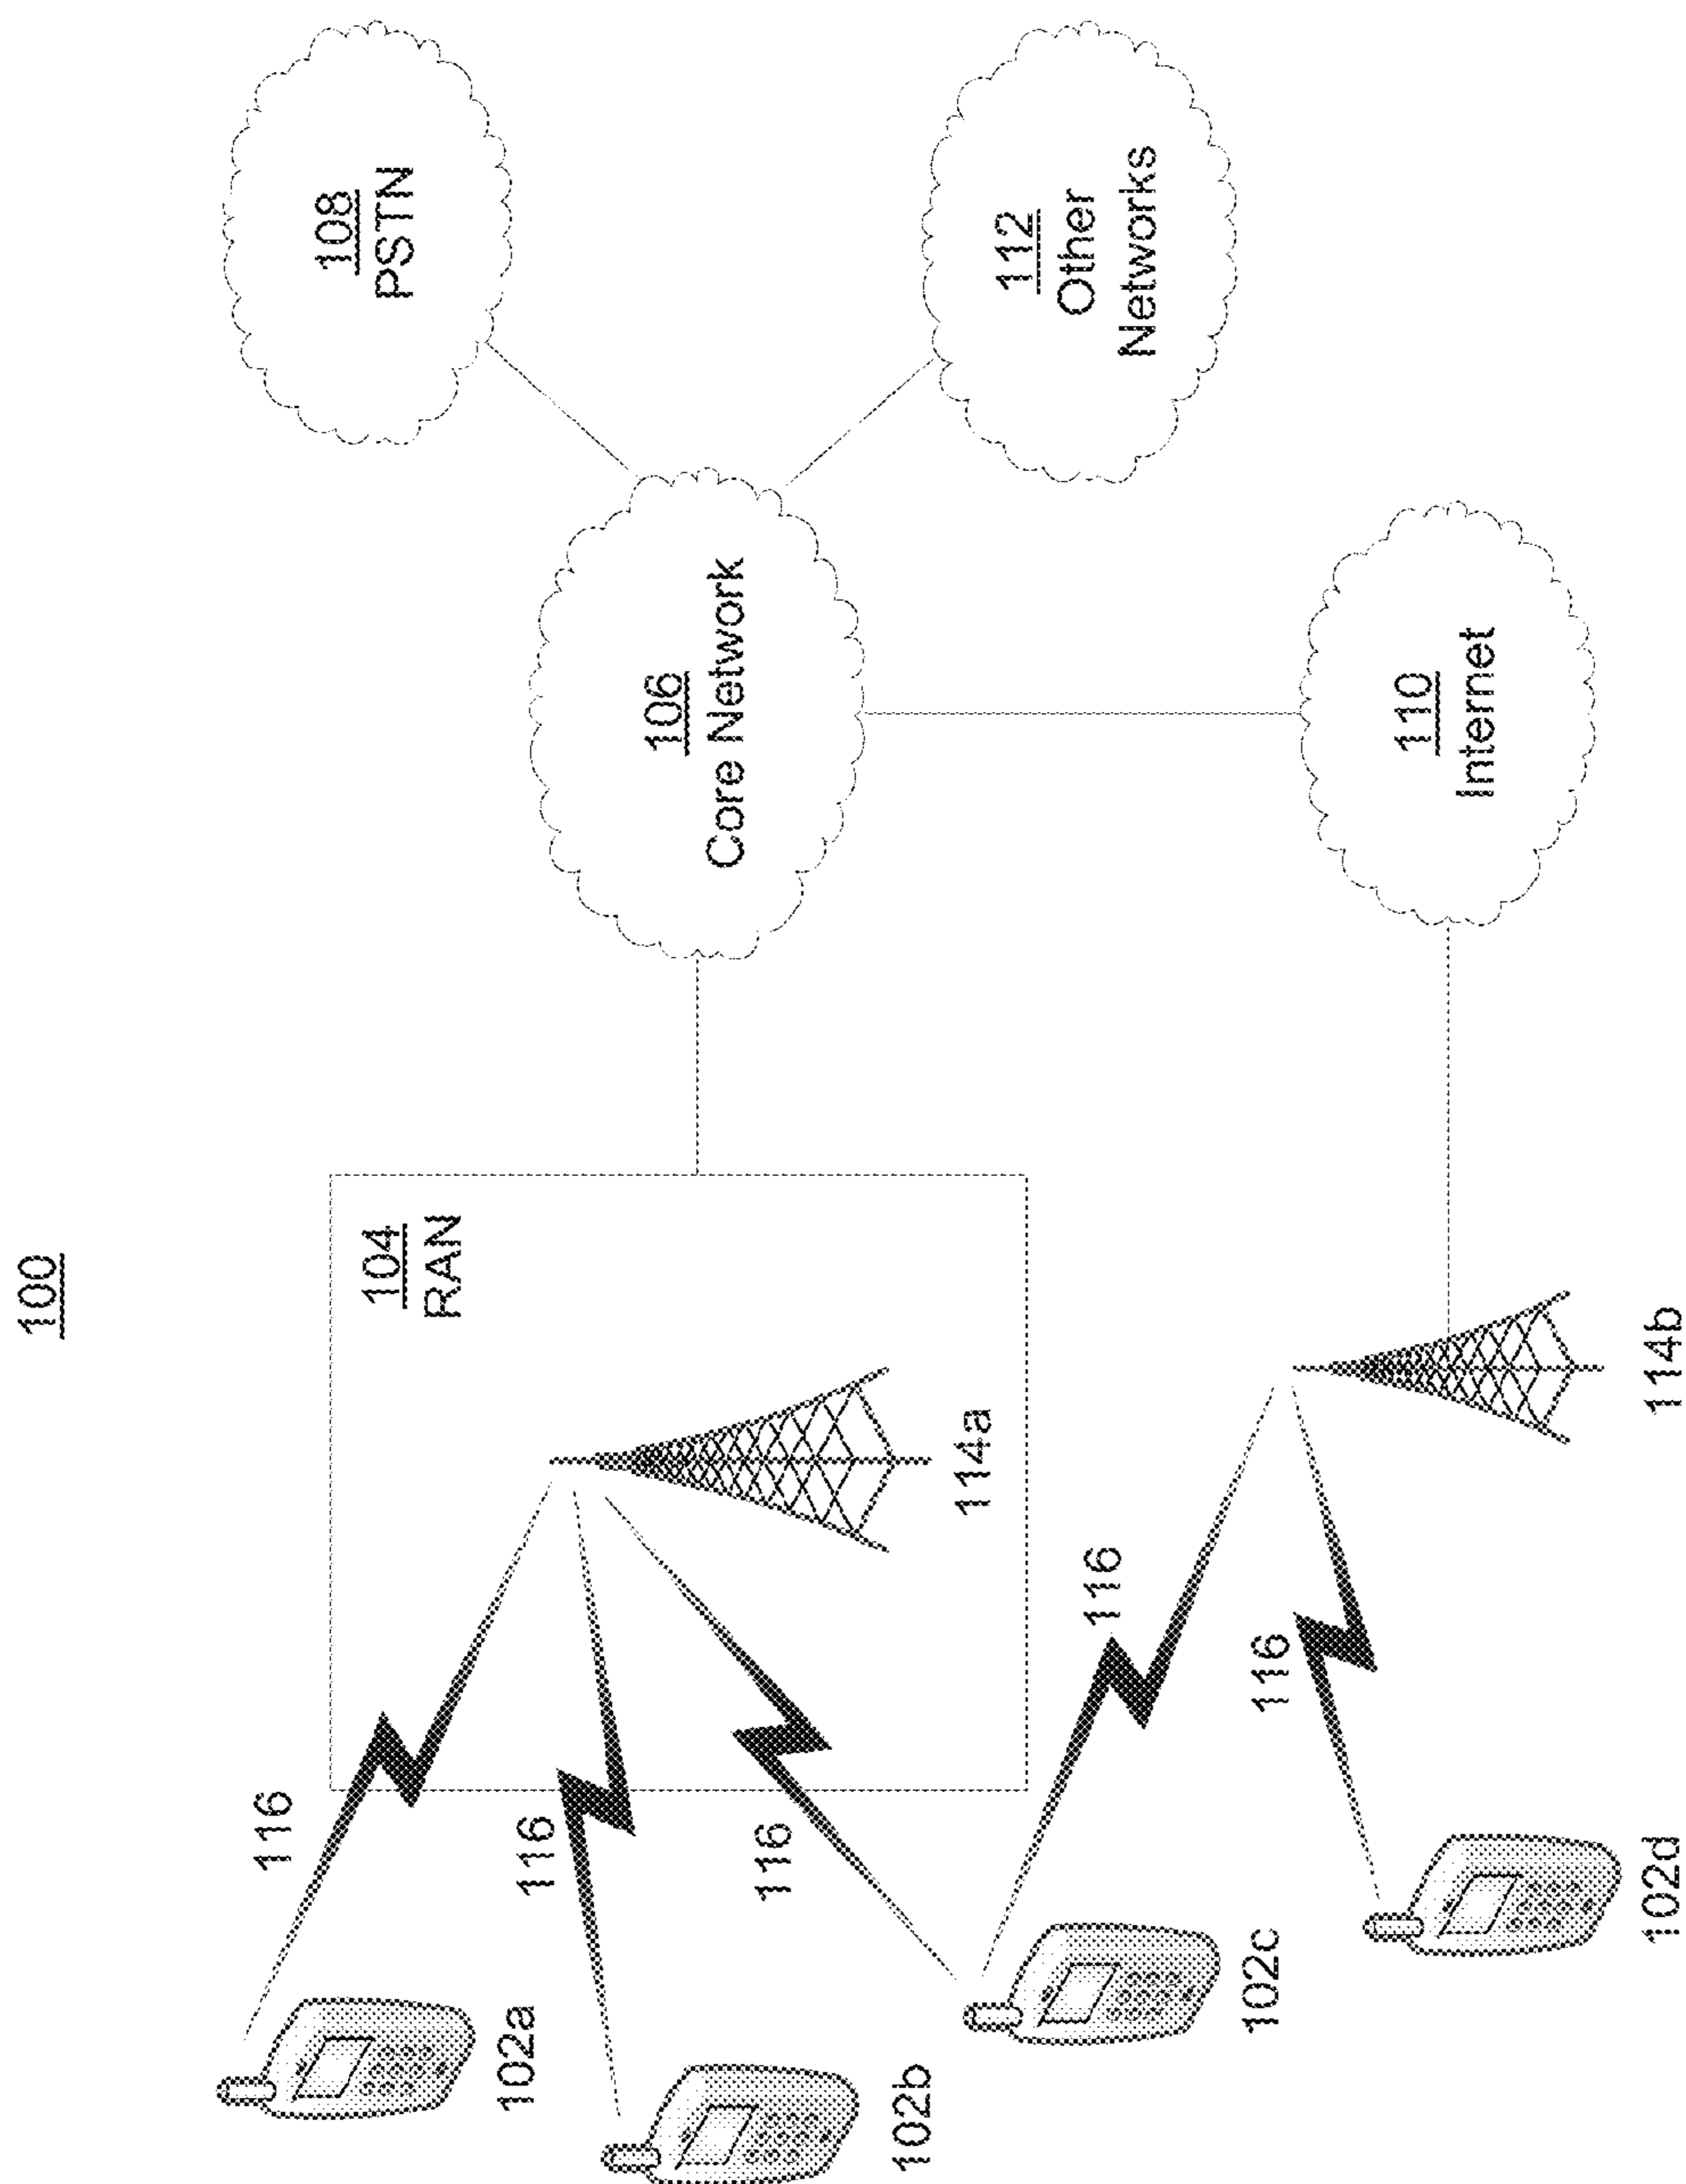 100
116
102a
116
102b
116
102c
104
RAN
114a
116
116
102d
114b
106
Core Network
108
PSTN
112
Other
Networks
110
Internet